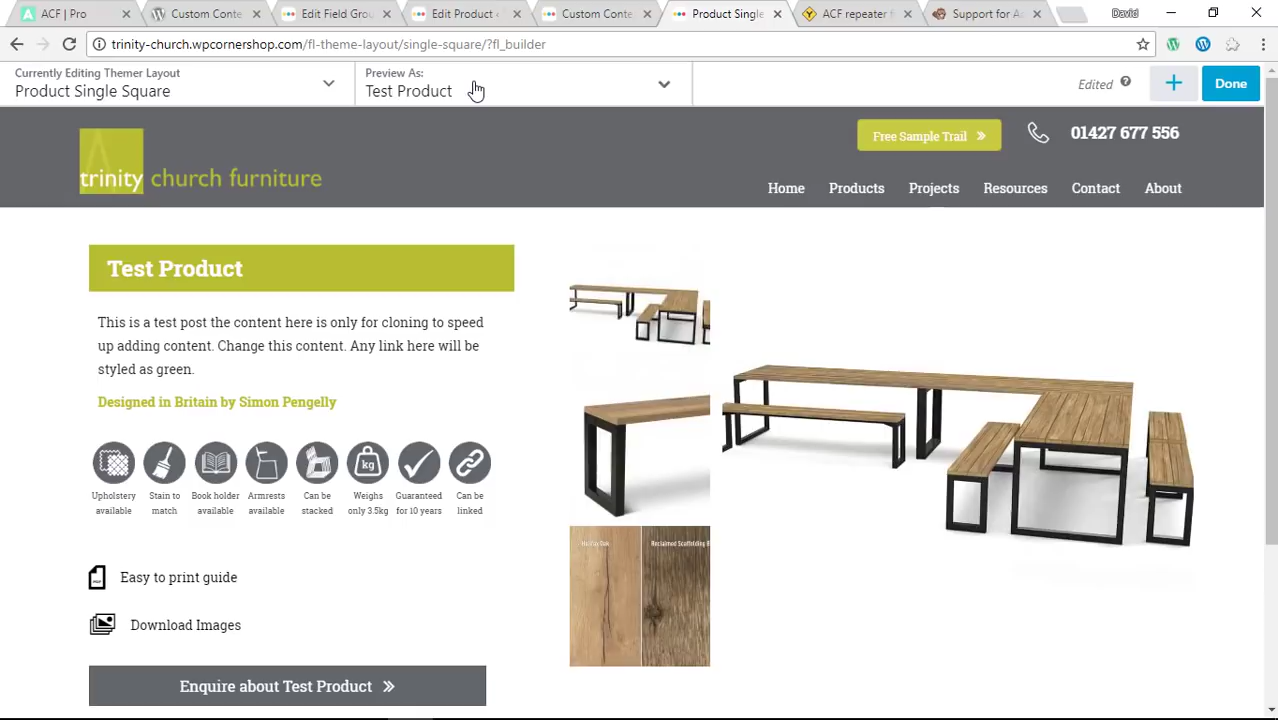 ACF | Pro
Custom Conte
Edit Field Grou
Edit Product ‹
Custom Conte
Product Single
ACF repeater f
Support for A
David
trinity-church.wpcornershop.com/fl-theme-layout/single-square/?fl_builder
Currently Editing Themer Layout
Product Single Square
Preview As:
Test Product
Edited
Done
Free Sample Trail »
01427 677 556
trinity church furniture
Home Products Projects Resources Contact About
Test Product
This is a test post the content here is only for cloning to speed
up adding content. Change this content. Any link here will be
styled as green.
Designed in Britain by Simon Pengelly
kg
Upholstery
available
Stain to
match
Book holder
available
Armrests
available
Can be
stacked
Weighs
only 3.5kg
Guaranteed
for 10 years
Can be
linked
Easy to print guide
Download Images
Enquire about Test Product »
Reclaimed Scaffolding B